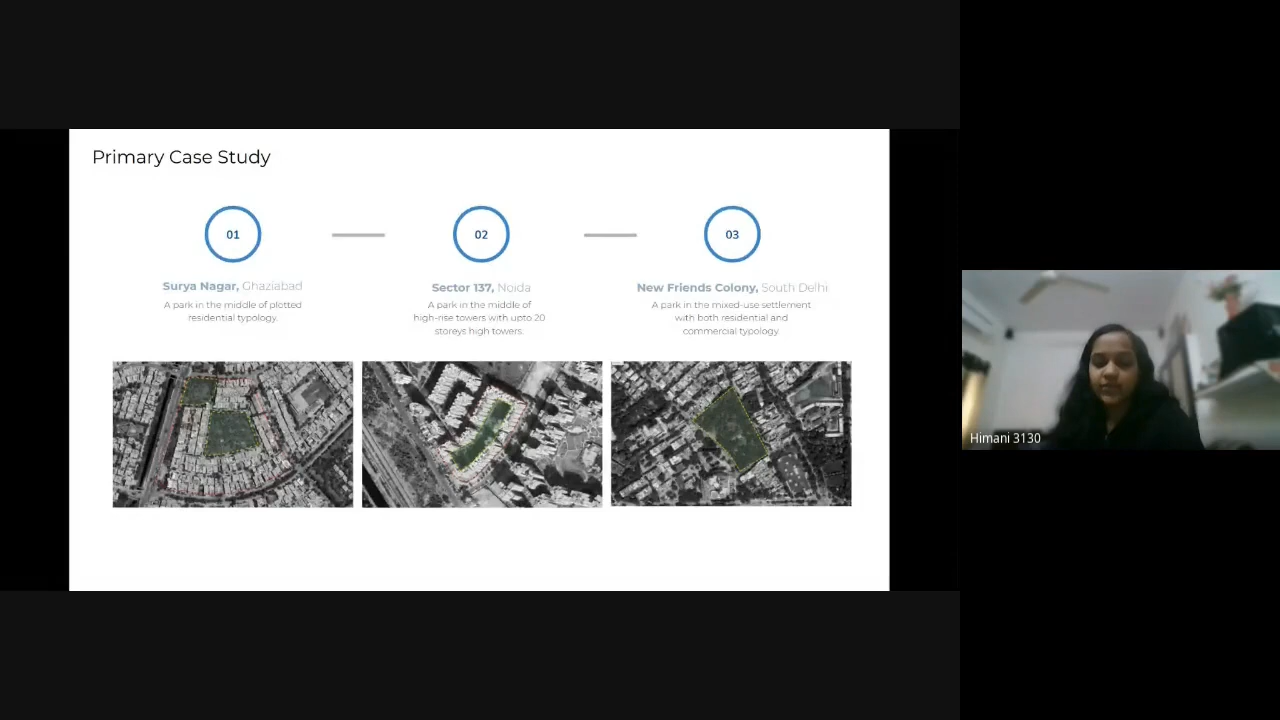 Primary Case Study
01
02
03
Surya Nagar, Ghaziabad
A park in the middle of plotted
residential typology.
Sector 137, Noida
A park in the middle of
high-rise towers with upto 20
storeys high towers.
New Friends Colony, South Delhi
A park in the mixed-use settlement
with both residential and
commercial typology
Himani 3130